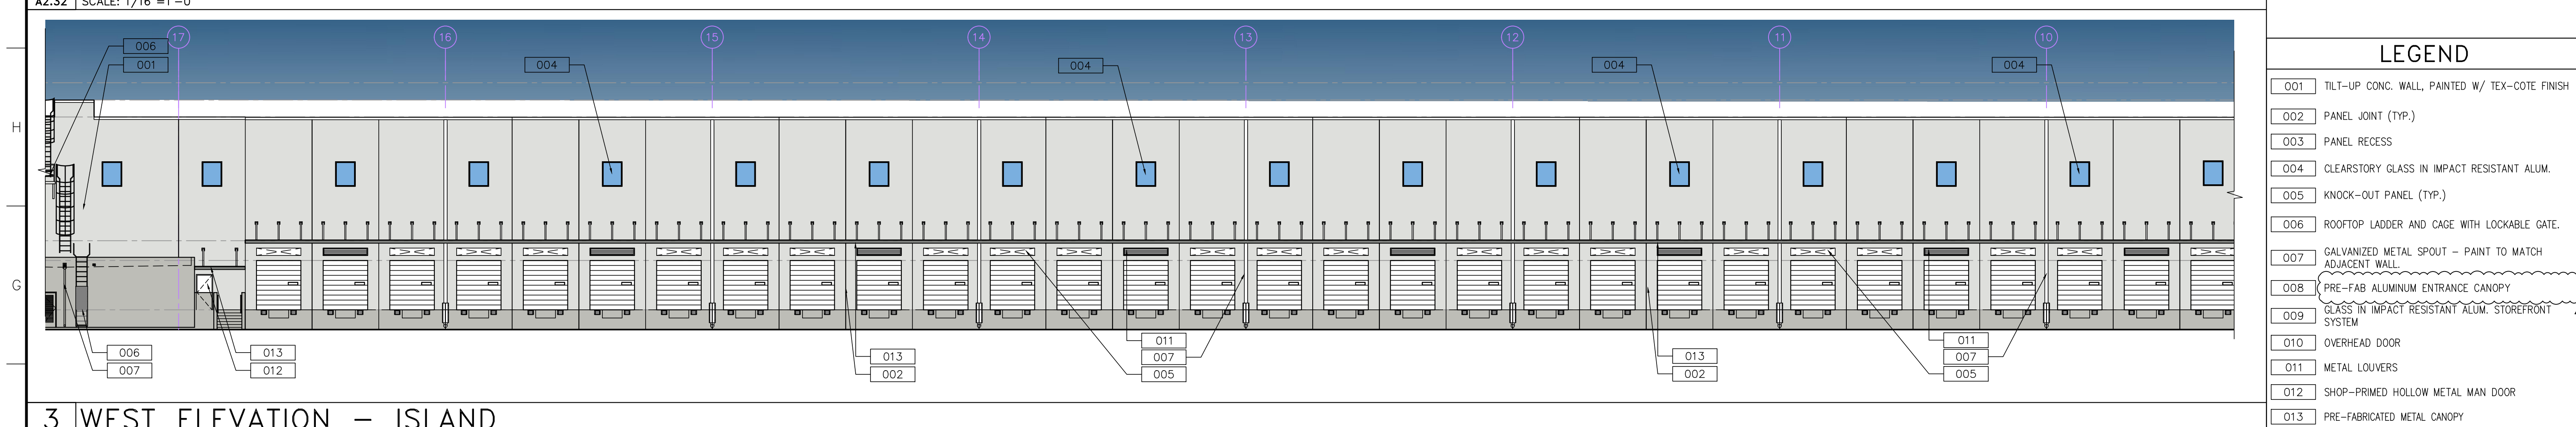 A2.32 SCALE: 1/16"=1'-0"
17 16 15 14 13 12 11 10
006
001
004 004 004 004
H
G
006
007
013
012
013
002
011
007
005
013
002
011
007
005
3 WEST ELEVATION – ISLAND
LEGEND
001 TILT-UP CONC. WALL, PAINTED W/ TEX-COTE FINISH
002 PANEL JOINT (TYP.)
003 PANEL RECESS
004 CLEARSTORY GLASS IN IMPACT RESISTANT ALUM.
005 KNOCK-OUT PANEL (TYP.)
006 ROOFTOP LADDER AND CAGE WITH LOCKABLE GATE.
007 GALVANIZED METAL SPOUT – PAINT TO MATCH
ADJACENT WALL.
008 PRE-FAB ALUMINUM ENTRANCE CANOPY
009 GLASS IN IMPACT RESISTANT ALUM. STOREFRONT
SYSTEM
010 OVERHEAD DOOR
011 METAL LOUVERS
012 SHOP-PRIMED HOLLOW METAL MAN DOOR
013 PRE-FABRICATED METAL CANOPY